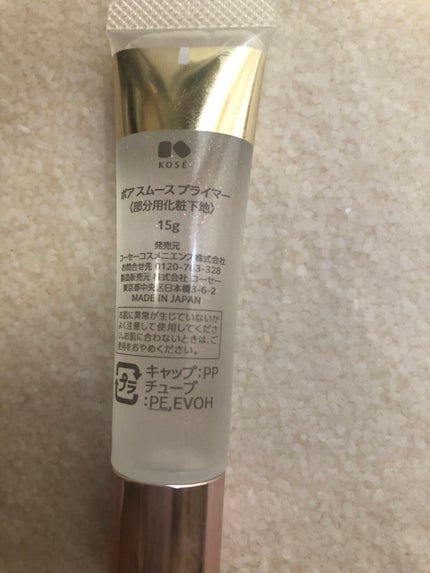 KOSÉ
ポア スムース プライマー
〈部分用化粧下地〉
15g
発売元
コーセーコスメニエンス株式会社
お問合せ先 0120-763-328
製造販売元 株式会社 コーセー
東京都中央区日本橋3-6-2
MADE IN JAPAN
お肌に異常が生じていないか
よく注意して使用してくださ
い。お肌に合わないときは、ご
使用をおやめください。
プラ
キャップ:PP
チューブ
:PE,EVOH